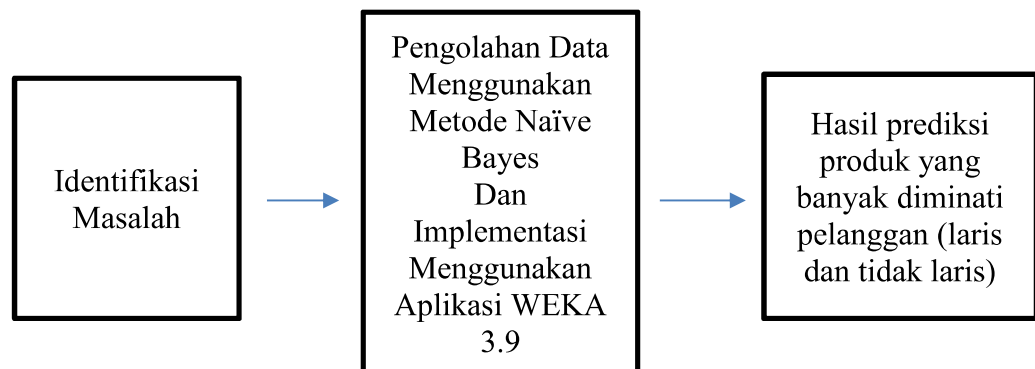 Identifikasi
Masalah
Pengolahan Data
Menggunakan
Metode Naïve
Bayes
Dan
Implementasi
Menggunakan
Aplikasi WEKA
3.9
Hasil prediksi
produk yang
banyak diminati
pelanggan (laris
dan tidak laris)